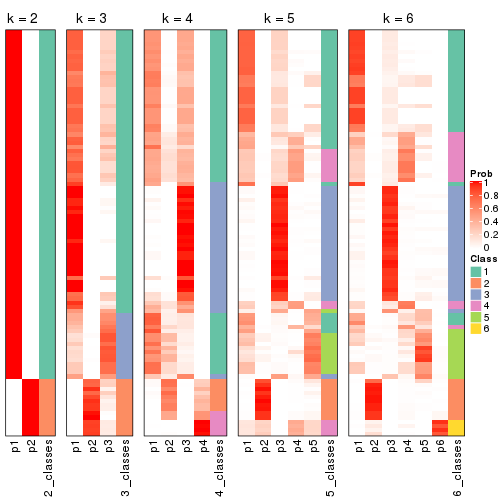 k = 2
k = 3
k = 4
k = 5
k = 6
p1
p2
2_classes
p1
p2
p3
3_classes
p1
p2
p3
p4
4_classes
p1
p2
p3
p4
p5
5_classes
p1
p2
p3
p4
p5
p6
6_classes
Prob
1
0.8
0.6
0.4
0.2
0
Class
1
2
3
4
5
6